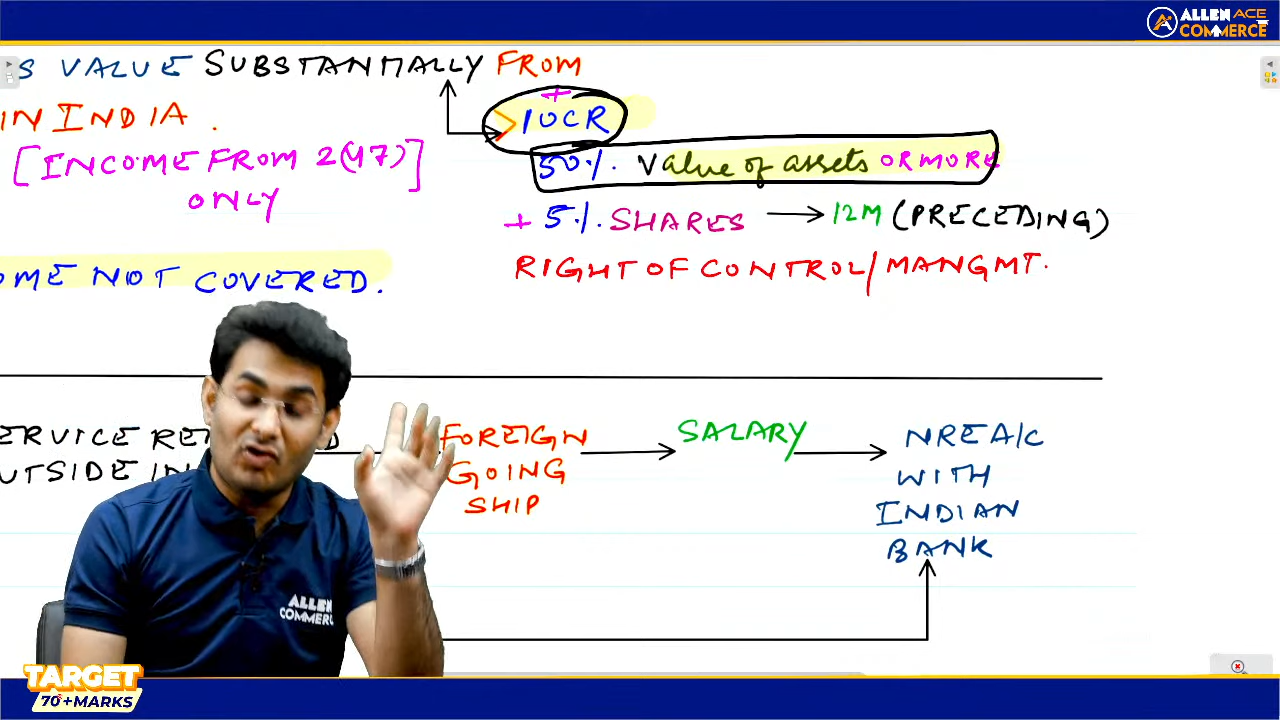 ALLEN ACE
COMMERCE
S VALUE SUBSTANTIALLY FROM
IN INDIA .
+
> 10CR
50%. Value of assets OR MORE
[INCOME FROM 2(47)]
ONLY
+ 5%. SHARES → 12M (PRECEDING)
RIGHT OF CONTROL/MANGMT.
OME NOT COVERED.
ERVICE RE D
OUTSIDE IN
FOREIGN
GOING
SHIP
SALARY
NREA/C
WITH
INDIAN
BANK
ALLEN
COMMERCE
TARGET
70+MARKS